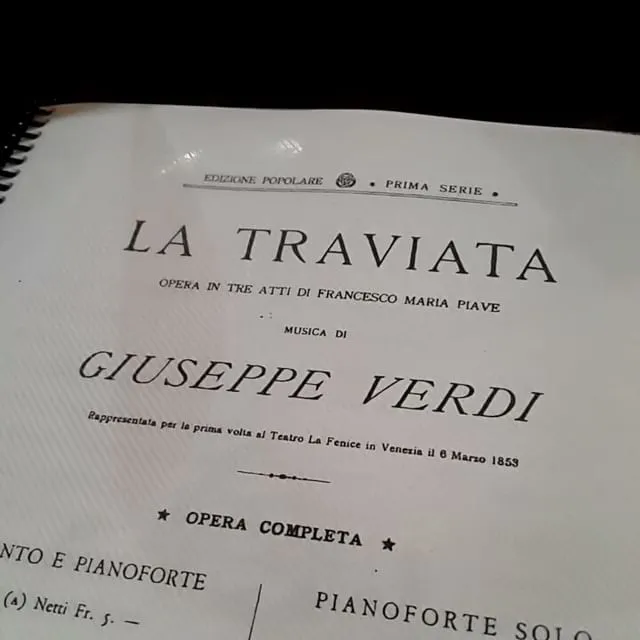 EDIZIONE POPOLARE • PRIMA SERIE •
LA TRAVIATA
OPERA IN TRE ATTI DI FRANCESCO MARIA PIAVE
MUSICA DI
GIUSEPPE VERDI
Rappresentata per la prima volta al Teatro La Fenice in Venezia il 6 Marzo 1853
★ OPERA COMPLETA ★
NTO E PIANOFORTE
(A) Netti Fr. 5. —
PIANOFORTE SOLO